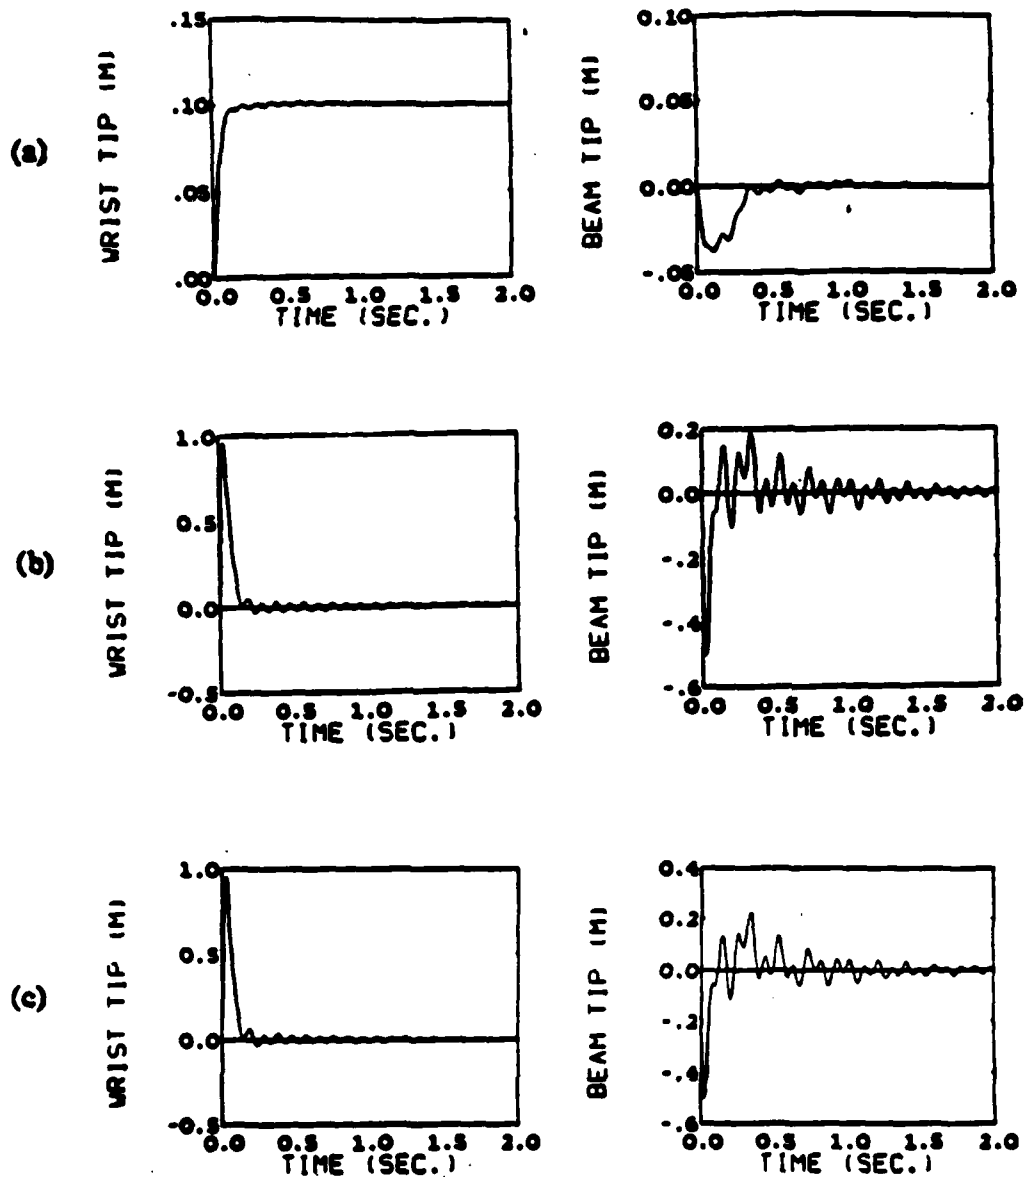 (a)
WRIST TIP (M)
.15
.10
.05
.00
0.0 0.5 1.0 1.5 2.0
TIME (SEC.)
BEAM TIP (M)
0.10
0.05
0.00
-.05
0.0 0.5 1.0 1.5 2.0
TIME (SEC.)
(b)
WRIST TIP (M)
1.0
0.5
0.0
-0.5
0.0 0.5 1.0 1.5 2.0
TIME (SEC.)
BEAM TIP (M)
0.2
0.0
-.2
-.4
-.6
0.0 0.5 1.0 1.5 2.0
TIME (SEC.)
(c)
WRIST TIP (M)
1.0
0.5
0.0
-0.5
0.0 0.5 1.0 1.5 2.0
TIME (SEC.)
BEAM TIP (M)
0.4
0.2
0.0
-.2
-.4
-.6
0.0 0.5 1.0 1.5 2.0
TIME (SEC.)